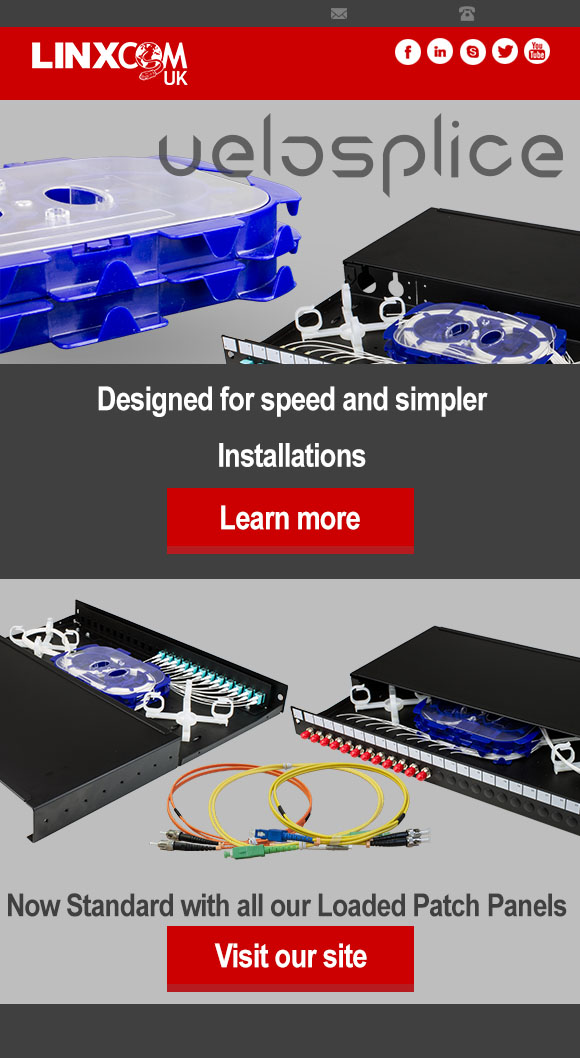 LINXCOM
UK
f
in
S
You
Tube
velosplice
Designed for speed and simpler
Installations
Learn more
Now Standard with all our Loaded Patch Panels
Visit our site